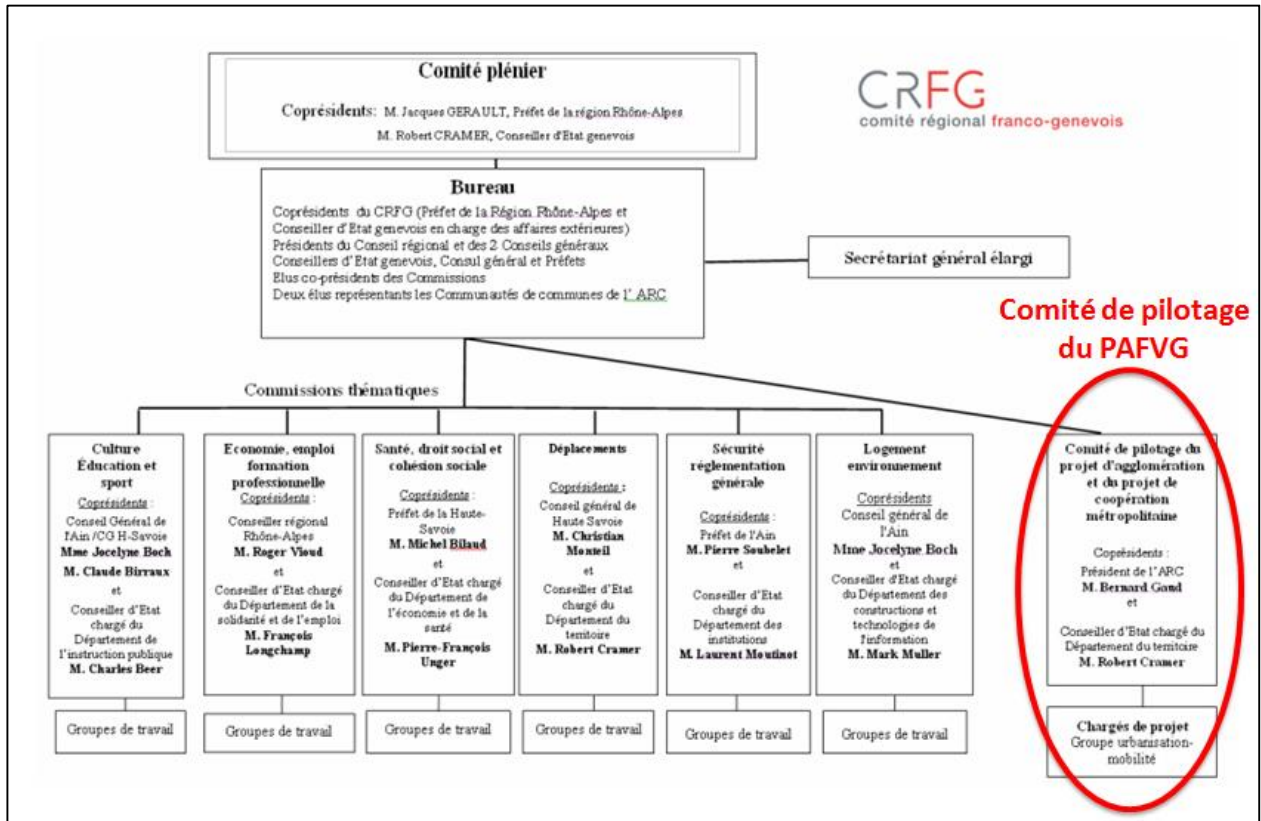 Comité plénier
Coprésidents: M. Jacques GERAULT, Préfet de la région Rhône-Alpes
M. Robert CRAMER, Conseiller d'Etat genevois
CRFG
comité régional franco-genevois
Bureau
Coprésidents du CRFG (Préfet de la Région Rhône-Alpes et
Conseiller d'Etat genevois en charge des affaires extérieures)
Présidents du Conseil régional et des 2 Conseils généraux
Conseillers d'Etat genevois, Consul général et Préfets
Elus co-présidents des Commissions
Deux élus représentants les Communautés de communes de l' ARC
Secrétariat général élargi
Comité de pilotage
du PAFVG
Commissions thématiques
Culture
Éducation et
sport
Coprésidents :
Conseil Général de
l'Ain /CG H-Savoie
Mme Jocelyne Boch
M. Claude Birraux
et
Conseiller d'Etat
chargé du
Département de
l'instruction publique
M. Charles Beer
Economie, emploi
formation
professionnelle
Coprésidents :
Conseiller régional
Rhône-Alpes
M. Roger Vioud
et
Conseiller d'Etat chargé
du Département de la
solidarité et de l'emploi
M. François
Longchamp
Santé, droit social et
cohésion sociale
Coprésidents :
Préfet de la Haute-
Savoie
M. Michel Bilaud
et
Conseiller d'Etat chargé
du Département de
l'économie et de la
santé
M. Pierre-François
Unger
Déplacements
Coprésidents :
Conseil général de
Haute Savoie
M. Christian
Monteil
et
Conseiller d'Etat
chargé du
Département du
territoire
M. Robert Cramer
Sécurité
réglementation
générale
Coprésidents :
Préfet de l'Ain
M. Pierre Soubelet
et
Conseiller d'Etat
chargé du
Département des
institutions
M. Laurent Moutinot
Logement
environnement
Coprésidents
Conseil général de
l'Ain
Mme Jocelyne Boch
et
Conseiller d'Etat
chargé du
Département des
constructions et
technologies de
l'information
M. Mark Muller
Comité de pilotage du
projet d'agglomération
et du projet de
coopération
métropolitaine
Coprésidents :
Président de l'ARC
M. Bernard Gaud
et
Conseiller d'Etat chargé du
Département du territoire
M. Robert Cramer
Groupes de travail
Groupes de travail
Groupes de travail
Groupes de travail
Groupes de travail
Groupes de travail
Chargés de projet
Groupe urbanisation-
mobilité